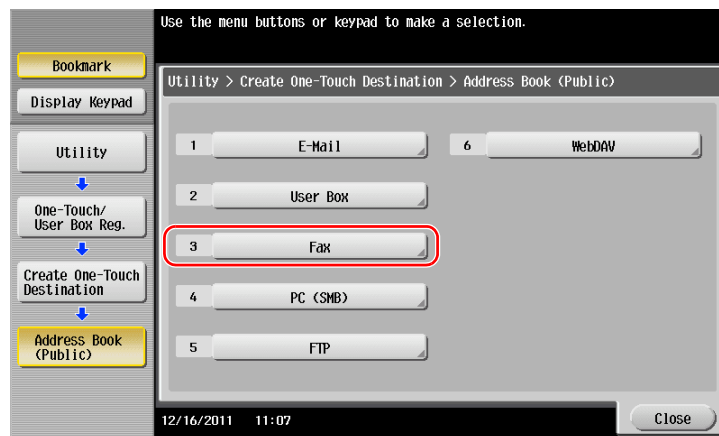 Use the menu buttons or keypad to make a selection.
Bookmark
Display Keypad
Utility
One-Touch/
User Box Reg.
Create One-Touch
Destination
Address Book
(Public)
Utility > Create One-Touch Destination > Address Book (Public)
1 E-Mail
6 WebDAV
2 User Box
3 Fax
4 PC (SMB)
5 FTP
12/16/2011 11:07
Close